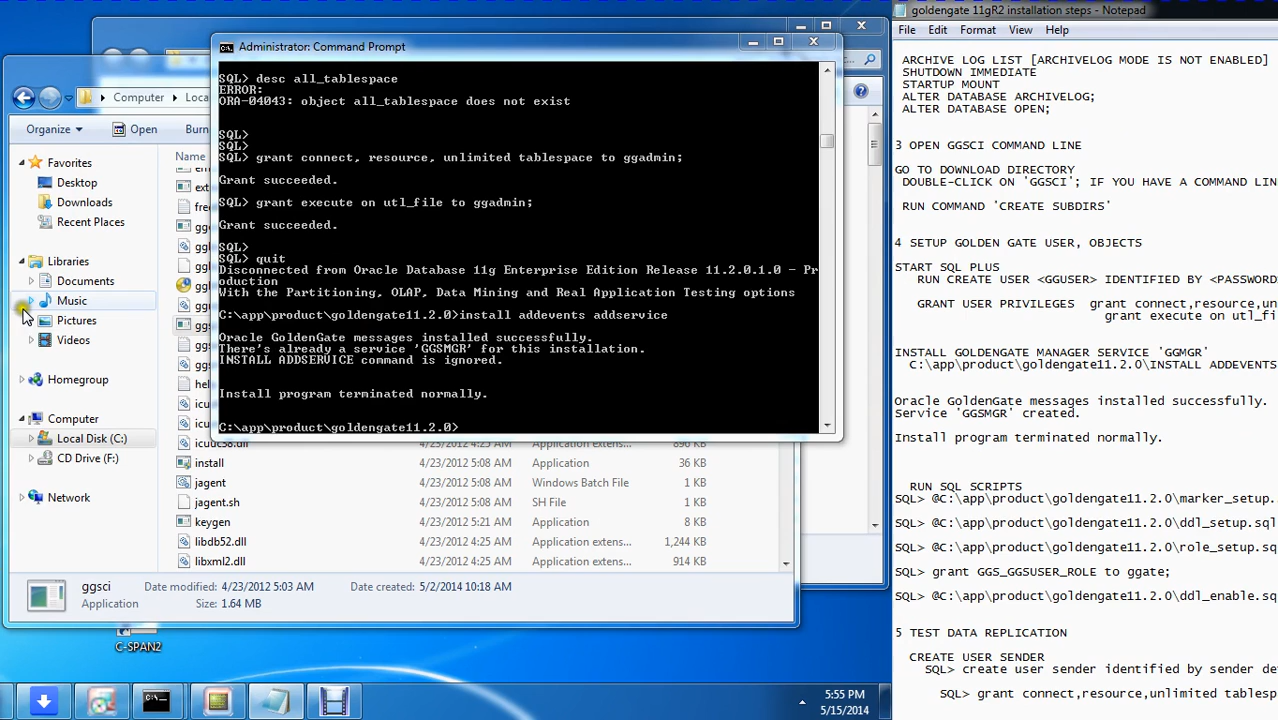 goldengate 11gR2 installation steps - Notepad
File Edit Format View Help
ARCHIVE LOG LIST [ARCHIVELOG MODE IS NOT ENABLED]
SHUTDOWN IMMEDIATE
STARTUP MOUNT
ALTER DATABASE ARCHIVELOG;
ALTER DATABASE OPEN;
3 OPEN GGSCI COMMAND LINE
GO TO DOWNLOAD DIRECTORY
DOUBLE-CLICK ON 'GGSCI'; IF YOU HAVE A COMMAND LIN
RUN COMMAND 'CREATE SUBDIRS'
4 SETUP GOLDEN GATE USER, OBJECTS
START SQL PLUS
RUN CREATE USER <GGUSER> IDENTIFIED BY <PASSWORD
GRANT USER PRIVILEGES grant connect,resource,un
grant execute on utl_fi
INSTALL GOLDENGATE MANAGER SERVICE 'GGMGR'
C:\app\product\goldengate11.2.0\INSTALL ADDEVENTS
Oracle GoldenGate messages installed successfully.
Service 'GGSMGR' created.
Install program terminated normally.
RUN SQL SCRIPTS
SQL> @C:\app\product\goldengate11.2.0\marker_setup.
SQL> @C:\app\product\goldengate11.2.0\ddl_setup.sql
SQL> @C:\app\product\goldengate11.2.0\role_setup.sq
SQL> grant GGS_GGSUSER_ROLE to ggate;
SQL> @C:\app\product\goldengate11.2.0\ddl_enable.sq
5 TEST DATA REPLICATION
CREATE USER SENDER
SQL> create user sender identified by sender de
SQL> grant connect,resource,unlimited tablesp
Administrator: Command Prompt
SQL> desc all_tablespace
ERROR:
ORA-04043: object all_tablespace does not exist
SQL>
SQL>
SQL> grant connect, resource, unlimited tablespace to ggadmin;
Grant succeeded.
SQL> grant execute on utl_file to ggadmin;
Grant succeeded.
SQL>
SQL> quit
Disconnected from Oracle Database 11g Enterprise Edition Release 11.2.0.1.0 - Pr
oduction
With the Partitioning, OLAP, Data Mining and Real Application Testing options
C:\app\product\goldengate11.2.0>install addevents addservice
Oracle GoldenGate messages installed successfully.
There's already a service 'GGSMGR' for this installation.
INSTALL ADDSERVICE command is ignored.
Install program terminated normally.
C:\app\product\goldengate11.2.0>
Computer Loca
Organize Open Burn
Favorites
Desktop
Downloads
Recent Places
Libraries
Documents
Music
Pictures
Videos
Homegroup
Computer
Local Disk (C:)
CD Drive (F:)
Network
Name
ext
fre
gg
ggl
ggl
ggs
ggs
hel
icu
icu
icuuc38.dll 4/23/2012 5:08 AM Application extens... 896 KB
install 4/23/2012 5:08 AM Application 36 KB
jagent 4/23/2012 5:08 AM Windows Batch File 1 KB
jagent.sh 4/23/2012 5:08 AM SH File 1 KB
keygen 4/23/2012 5:21 AM Application 8 KB
libdb52.dll 4/23/2012 4:25 AM Application extens... 1,244 KB
libxml2.dll 4/23/2012 4:25 AM Application extens... 914 KB
ggsci Date modified: 4/23/2012 5:03 AM Date created: 5/2/2014 10:18 AM
Application Size: 1.64 MB
C-SPAN2
5:55 PM
5/15/2014